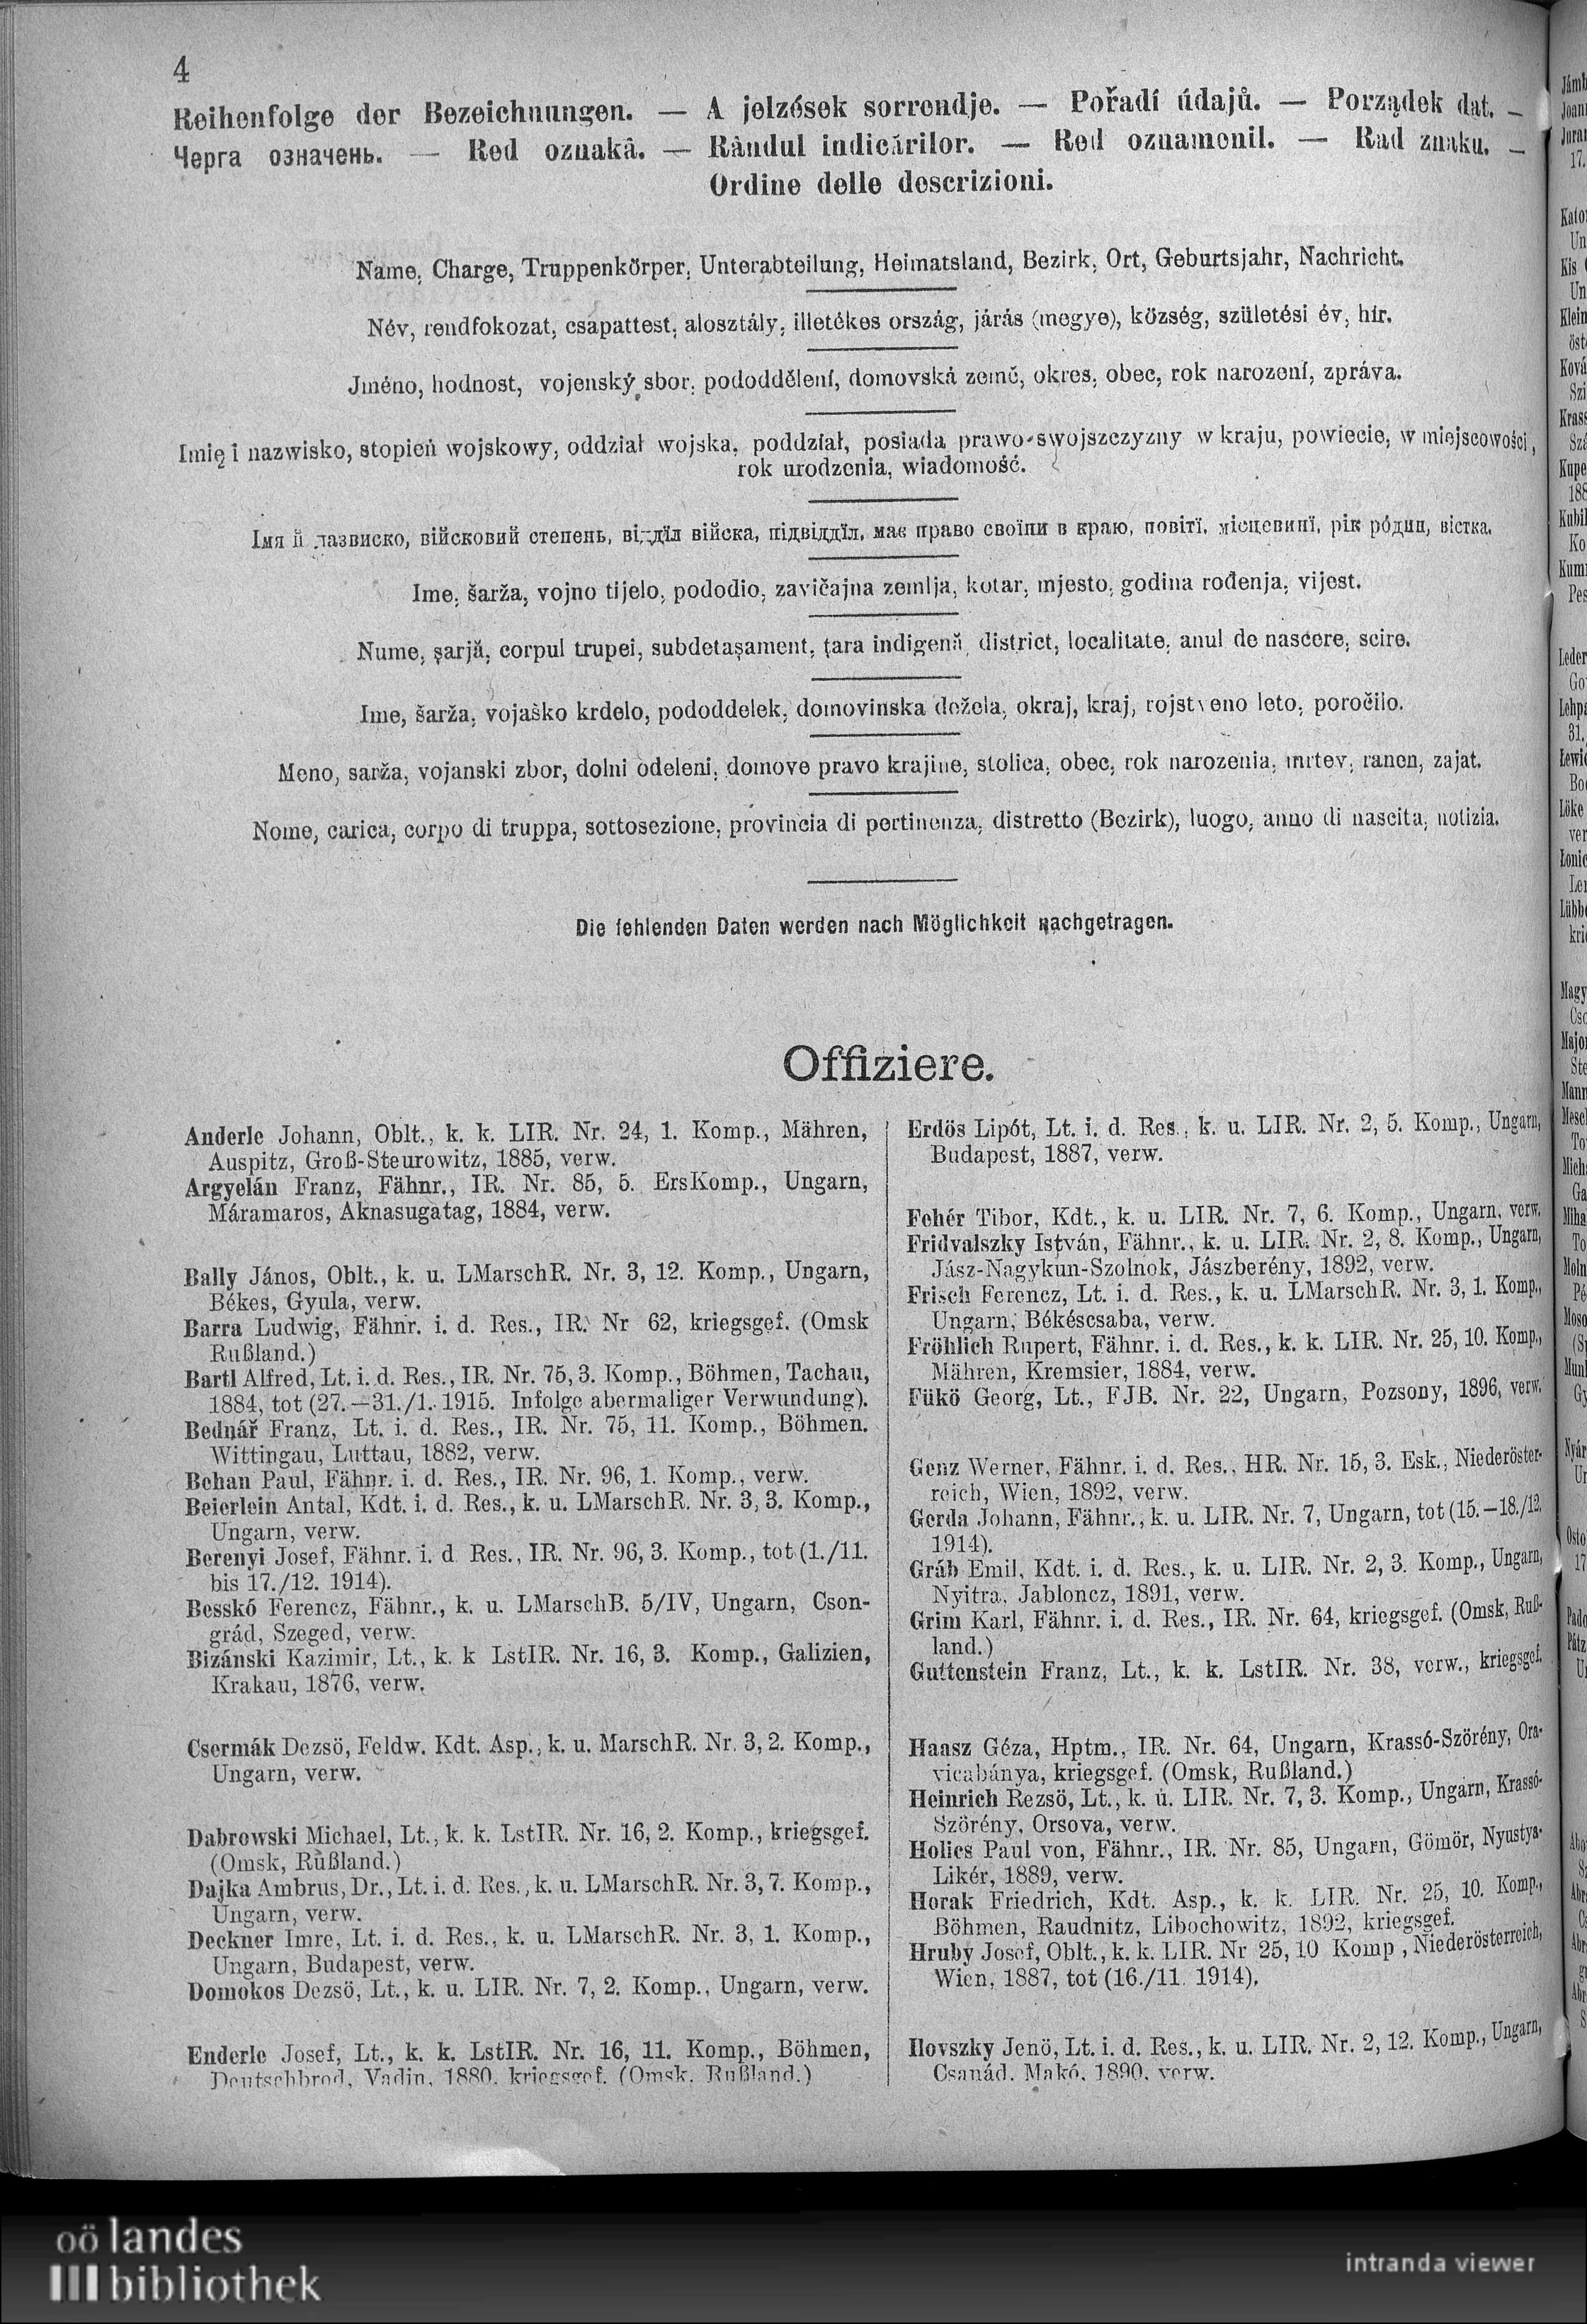 4
Reihenfolge der Bezeichnungen. — A jelzések sorrendje. — Pořadí údajů. — Porządek dat. —
Черга означень. — Red oznakâ. — Rândul indicărilor. — Red oznamenil. — Rad znaku. —
Ordine delle descrizioni.
Name, Charge, Truppenkörper, Unterabteilung, Heimatsland, Bezirk, Ort, Geburtsjahr, Nachricht.
Név, rendfokozat, csapattest, alosztály, illetékes ország, járás (megye), község, születési év, hír.
Jméno, hodnost, vojenský sbor, pododdělení, domovská země, okres, obec, rok narození, zpráva.
Imię i nazwisko, stopień wojskowy, oddział wojska, poddział, posiada prawo swojszczyzny w kraju, powiecie, w miejscowości,
rok urodzenia, wiadomość.
Імя й назвиско, війсковий степень, відділ війска, підвідділ, має право своїни в краю, повіті, місцевині, рік родин, вістка.
Ime, šarža, vojno tijelo, pododio, zavičajna zemlja, kotar, mjesto, godina rođenja, vijest.
Nume, şarjă, corpul trupei, subdetaşament, ţara indigenă, district, localitate, anul de nascere, scire.
Ime, šarža, vojaško krdelo, pododdelek, domovinska dežela, okraj, kraj, rojstveno leto, poročilo.
Meno, sarža, vojanski zbor, dolni odeleni, domove pravo krajine, stolica, obec, rok narozenia, mrtev, ranen, zajat.
Nome, carica, corpo di truppa, sottosezione, provincia di pertinenza, distretto (Bezirk), luogo, anno di nascita, notizia.
Die fehlenden Daten werden nach Möglichkeit nachgetragen.
Offiziere.
Anderle Johann, Oblt., k. k. LIR. Nr. 24, 1. Komp., Mähren,
Auspitz, Groß-Steurowitz, 1885, verw.
Argyelán Franz, Fähnr., IR. Nr. 85, 5. ErsKomp., Ungarn,
Máramaros, Aknasugatag, 1884, verw.
Bally János, Oblt., k. u. LMarschR. Nr. 3, 12. Komp., Ungarn,
Békes, Gyula, verw.
Barra Ludwig, Fähnr. i. d. Res., IR. Nr 62, kriegsgef. (Omsk
Rußland.)
Bartl Alfred, Lt. i. d. Res., IR. Nr. 75, 3. Komp., Böhmen, Tachau,
1884, tot (27.—31./1. 1915. Infolge abermaliger Verwundung).
Bednář Franz, Lt. i. d. Res., IR. Nr. 75, 11. Komp., Böhmen.
Wittingau, Luttau, 1882, verw.
Behan Paul, Fähnr. i. d. Res., IR. Nr. 96, 1. Komp., verw.
Beierlein Antal, Kdt. i. d. Res., k. u. LMarschR. Nr. 3, 3. Komp.,
Ungarn, verw.
Berenyi Josef, Fähnr. i. d Res., IR. Nr. 96, 3. Komp., tot (1./11.
bis 17./12. 1914).
Besskó Ferencz, Fähnr., k. u. LMarschB. 5/IV, Ungarn, Cson-
grád, Szeged, verw.
Bizánski Kazimir, Lt., k. k LstIR. Nr. 16, 3. Komp., Galizien,
Krakau, 1876, verw.
Csermák Dezsö, Feldw. Kdt. Asp., k. u. MarschR. Nr. 3, 2. Komp.,
Ungarn, verw.
Dabrowski Michael, Lt., k. k. LstIR. Nr. 16, 2. Komp., kriegsgef.
(Omsk, Rußland.)
Dajka Ambrus, Dr., Lt. i. d. Res., k. u. LMarschR. Nr. 3, 7. Komp.,
Ungarn, verw.
Deckner Imre, Lt. i. d. Res., k. u. LMarschR. Nr. 3, 1. Komp.,
Ungarn, Budapest, verw.
Domokos Dezsö, Lt., k. u. LIR. Nr. 7, 2. Komp., Ungarn, verw.
Enderle Josef, Lt., k. k. LstIR. Nr. 16, 11. Komp., Böhmen,
Deutschbrod, Vadin, 1880, kriegsgef. (Omsk, Rußland.)
Erdös Lipót, Lt. i. d. Res., k. u. LIR. Nr. 2, 5. Komp., Ungarn,
Budapest, 1887, verw.
Fehér Tibor, Kdt., k. u. LIR. Nr. 7, 6. Komp., Ungarn, verw.
Fridvalszky István, Fähnr., k. u. LIR. Nr. 2, 8. Komp., Ungarn,
Jász-Nagykun-Szolnok, Jászberény, 1892, verw.
Frisch Ferencz, Lt. i. d. Res., k. u. LMarschR. Nr. 3, 1. Komp.,
Ungarn, Békéscsaba, verw.
Fröhlich Rupert, Fähnr. i. d. Res., k. k. LIR. Nr. 25, 10. Komp.,
Mähren, Kremsier, 1884, verw.
Fükö Georg, Lt., FJB. Nr. 22, Ungarn, Pozsony, 1896, verw.
Genz Werner, Fähnr. i. d. Res., HR. Nr. 15, 3. Esk., Niederöster-
reich, Wien, 1892, verw.
Gerda Johann, Fähnr., k. u. LIR. Nr. 7, Ungarn, tot (15.—18./12.
1914).
Gráb Emil, Kdt. i. d. Res., k. u. LIR. Nr. 2, 3. Komp., Ungarn,
Nyitra, Jabloncz, 1891, verw.
Grim Karl, Fähnr. i. d. Res., IR. Nr. 64, kriegsgef. (Omsk, Ruß-
land.)
Guttenstein Franz, Lt., k. k. LstIR. Nr. 38, verw., kriegsgef.
Haasz Géza, Hptm., IR. Nr. 64, Ungarn, Krassó-Szörény, Ora-
vicabánya, kriegsgef. (Omsk, Rußland.)
Heinrich Rezsö, Lt., k. u. LIR. Nr. 7, 3. Komp., Ungarn, Krassó-
Szörény, Orsova, verw.
Holics Paul von, Fähnr., IR. Nr. 85, Ungarn, Gömör, Nyustya-
Likér, 1889, verw.
Horak Friedrich, Kdt. Asp., k. k. LIR. Nr. 25, 10. Komp.,
Böhmen, Raudnitz, Libochowitz, 1892, kriegsgef.
Hruby Josef, Oblt., k. k. LIR. Nr 25, 10 Komp, Niederösterreich,
Wien, 1887, tot (16./11. 1914).
Ilovszky Jenö, Lt. i. d. Res., k. u. LIR. Nr. 2, 12. Komp., Ungarn,
Csanád, Makó, 1890, verw.
oö landes
bibliothek
intranda viewer